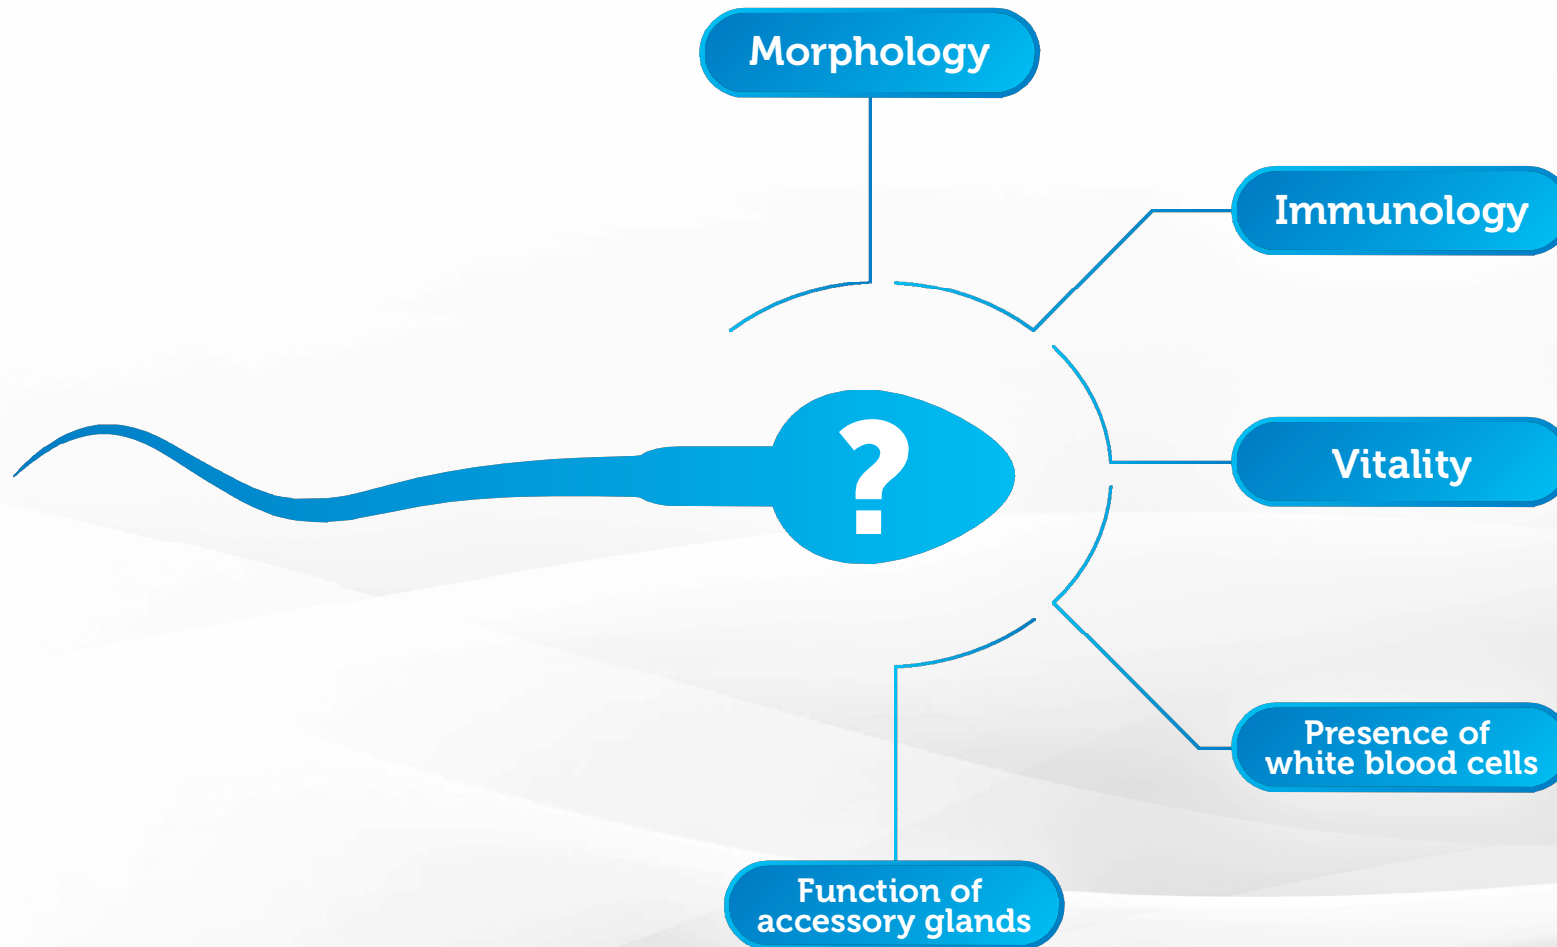 Morphology
Immunology
?
Vitality
Presence of
white blood cells
Function of
accessory glands